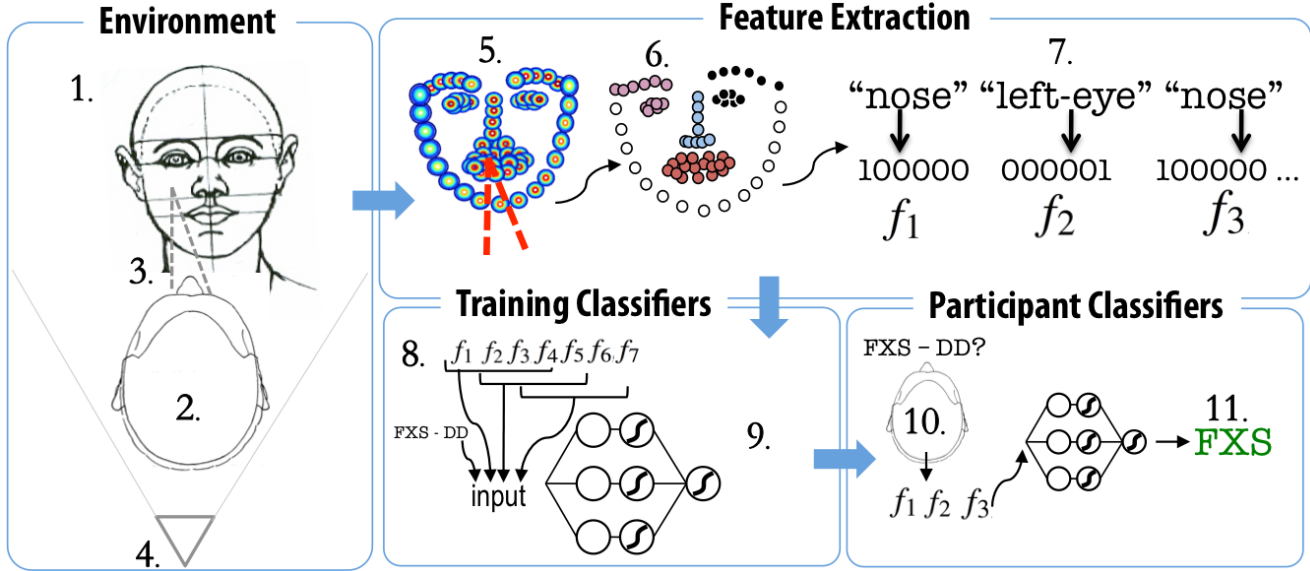 Environment
1.
3.
2.
4.
Feature Extraction
5.
6.
7.
“nose” “left-eye” “nose”
100000 000001 100000 ...
f1 f2 f3
Training Classifiers
8.
f1 f2 f3 f4 f5 f6 f7
FXS - DD
input
9.
Participant Classifiers
FXS – DD?
10.
f1 f2 f3
11.
FXS